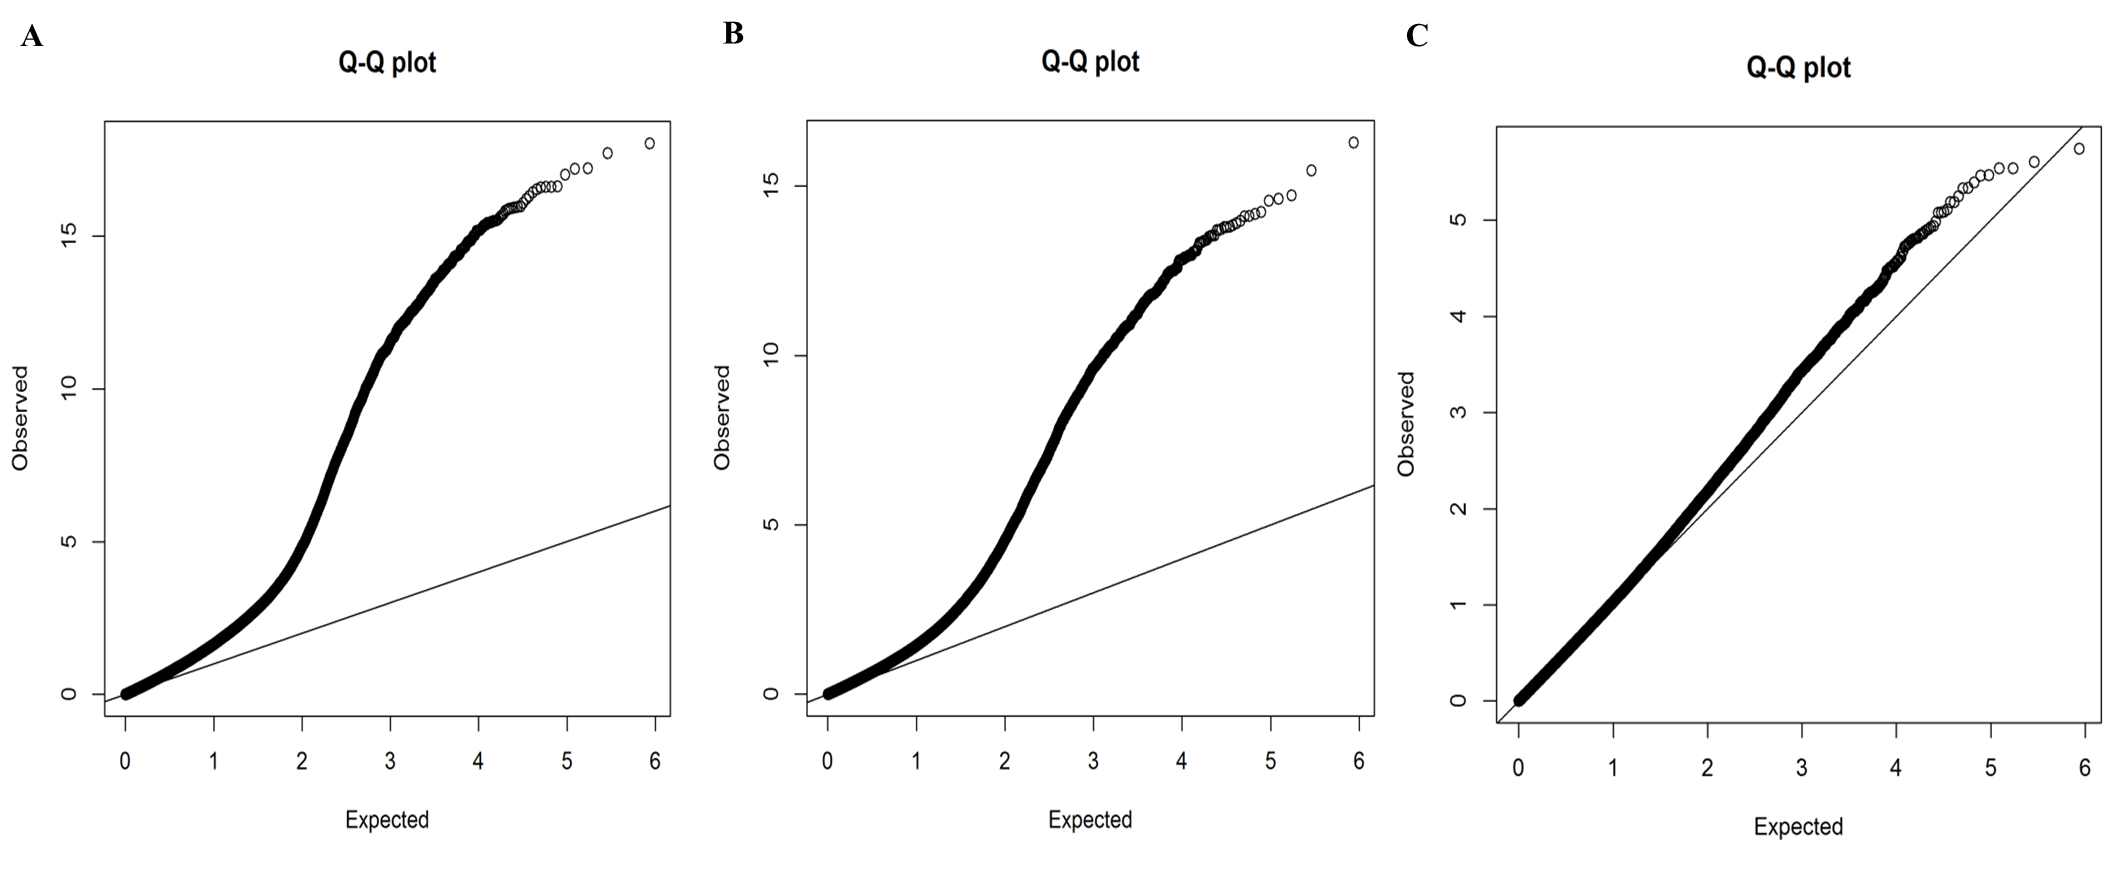 A
Q-Q plot
Observed
0 5 10 15
0 1 2 3 4 5 6
Expected
B
Q-Q plot
Observed
0 5 10 15
0 1 2 3 4 5 6
Expected
C
Q-Q plot
Observed
0 1 2 3 4 5
0 1 2 3 4 5 6
Expected